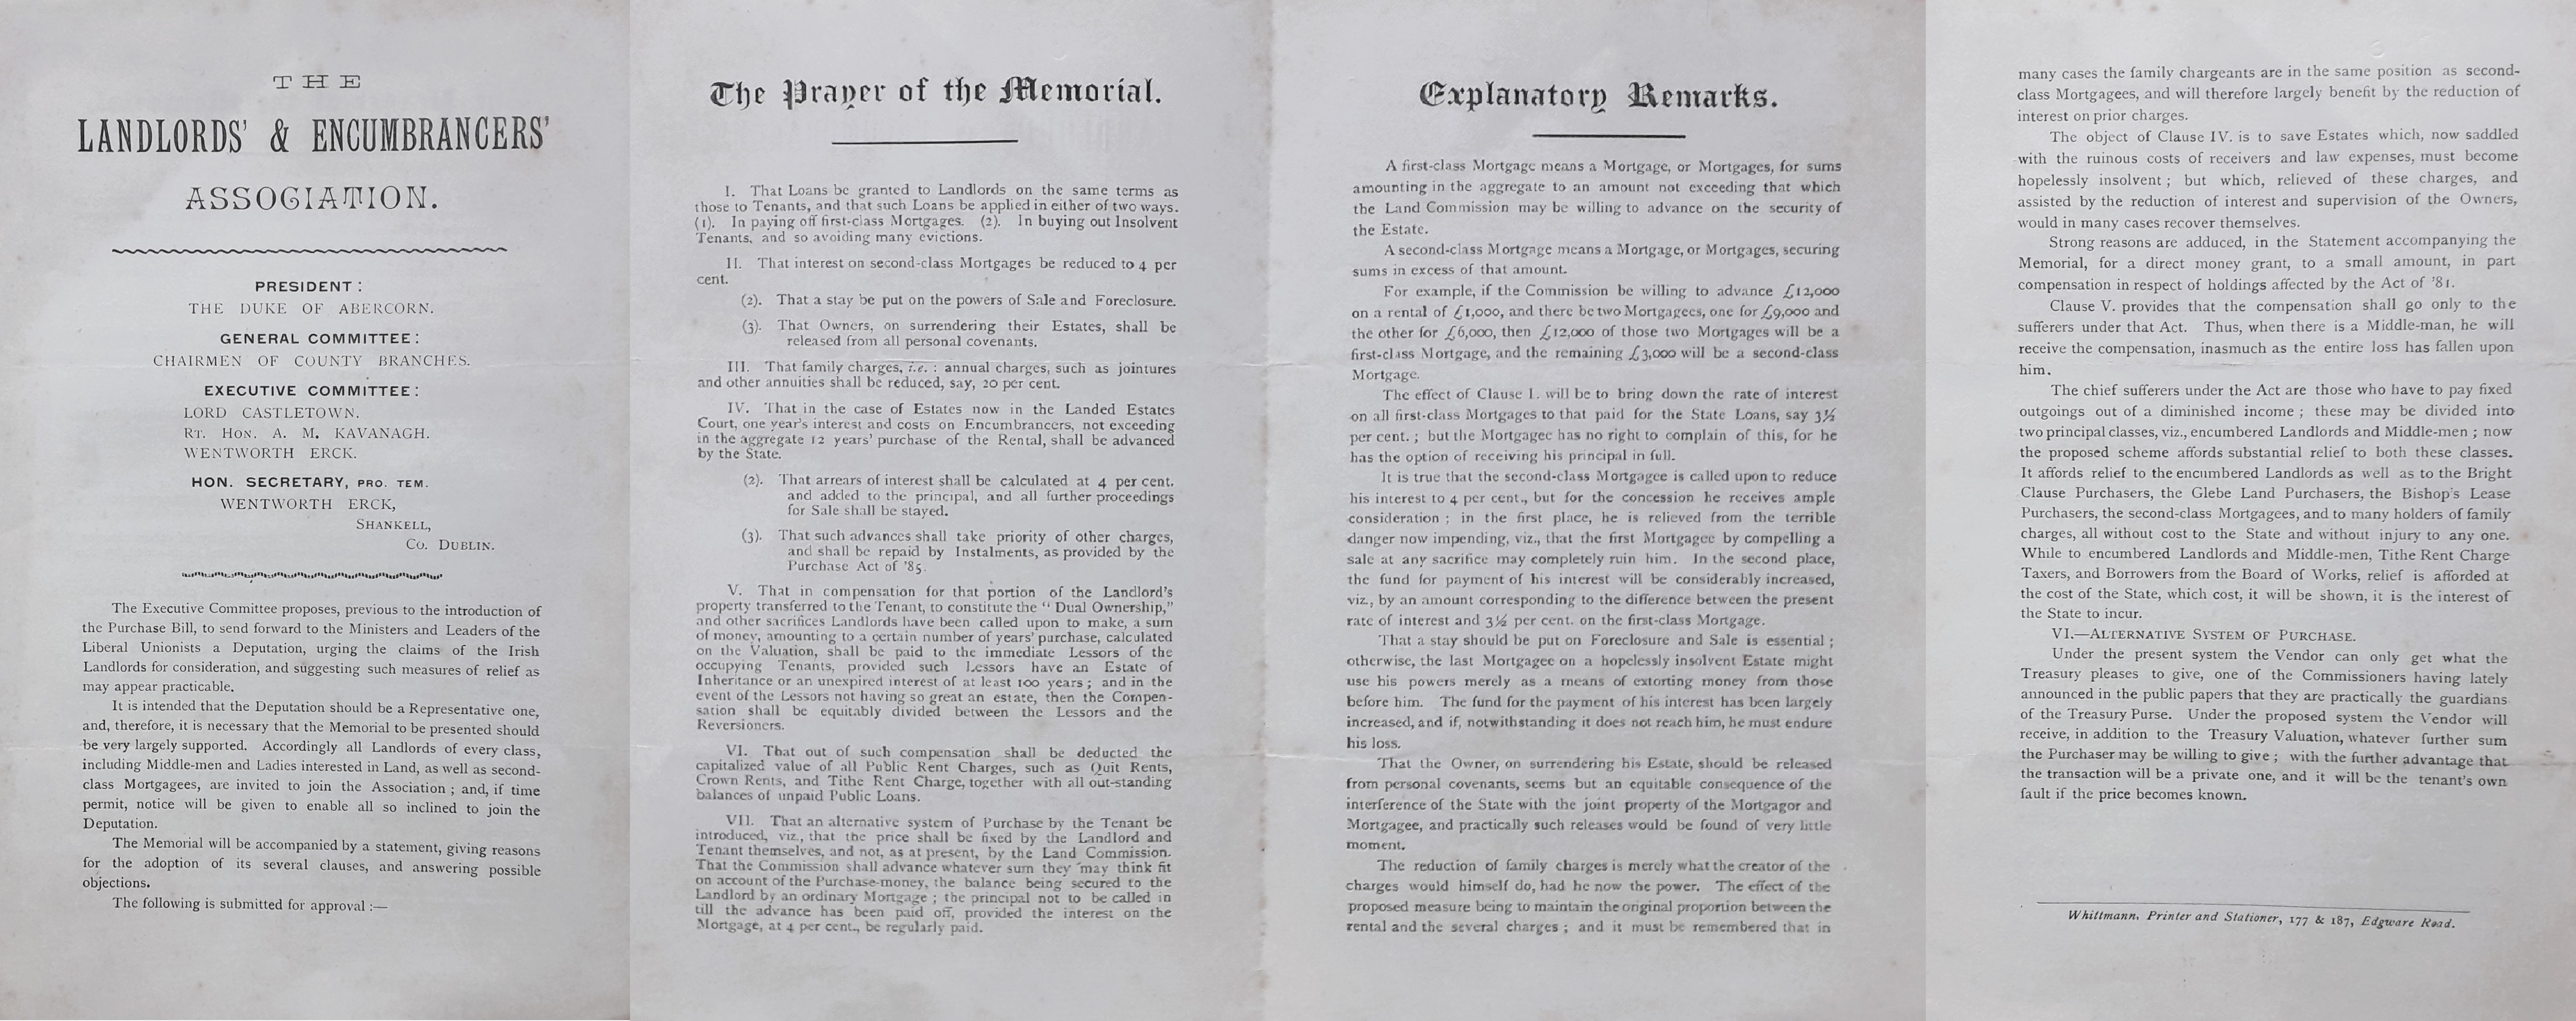 THE
LANDLORDS' & ENCUMBRANCERS'
ASSOCIATION.
PRESIDENT:
THE DUKE OF ABERCORN.
GENERAL COMMITTEE:
CHAIRMEN OF COUNTY BRANCHES.
EXECUTIVE COMMITTEE:
LORD CASTLETOWN.
RT. HON. A. M. KAVANAGH.
WENTWORTH ERCK.
HON. SECRETARY, PRO. TEM.
WENTWORTH ERCK,
SHANKELL,
CO. DUBLIN.
The Executive Committee proposes, previous to the introduction of
the Purchase Bill, to send forward to the Ministers and Leaders of the
Liberal Unionists a Deputation, urging the claims of the Irish
Landlords for consideration, and suggesting such measures of relief as
may appear practicable.
It is intended that the Deputation should be a Representative one,
and, therefore, it is necessary that the Memorial to be presented should
be very largely supported. Accordingly all Landlords of every class,
including Middle-men and Ladies interested in Land, as well as second-
class Mortgagees, are invited to join the Association; and, if time
permit, notice will be given to enable all so inclined to join the
Deputation.
The Memorial will be accompanied by a statement, giving reasons
for the adoption of its several clauses, and answering possible
objections.
The following is submitted for approval:—
The Prayer of the Memorial.
I. That Loans be granted to Landlords on the same terms as
those to Tenants, and that such Loans be applied in either of two ways.
(1). In paying off first-class Mortgages. (2). In buying out Insolvent
Tenants, and so avoiding many evictions.
II. That interest on second-class Mortgages be reduced to 4 per
cent.
(2). That a stay be put on the powers of Sale and Foreclosure.
(3). That Owners, on surrendering their Estates, shall be
released from all personal covenants.
III. That family charges, i.e.: annual charges, such as jointures
and other annuities shall be reduced, say, 20 per cent.
IV. That in the case of Estates now in the Landed Estates
Court, one year's interest and costs on Encumbrancers, not exceeding
in the aggregate 12 years' purchase of the Rental, shall be advanced
by the State.
(2). That arrears of interest shall be calculated at 4 per cent.
and added to the principal, and all further proceedings
for Sale shall be stayed.
(3). That such advances shall take priority of other charges,
and shall be repaid by Instalments, as provided by the
Purchase Act of '85.
V. That in compensation for that portion of the Landlord's
property transferred to the Tenant, to constitute the "Dual Ownership,"
and other sacrifices Landlords have been called upon to make, a sum
of money, amounting to a certain number of years' purchase, calculated
on the Valuation, shall be paid to the immediate Lessors of the
occupying Tenants, provided such Lessors have an Estate of
Inheritance or an unexpired interest of at least 100 years; and in the
event of the Lessors not having so great an estate, then the Compen-
sation shall be equitably divided between the Lessors and the
Reversioners.
VI. That out of such compensation shall be deducted the
capitalized value of all Public Rent Charges, such as Quit Rents,
Crown Rents, and Tithe Rent Charge, together with all out-standing
balances of unpaid Public Loans.
VII. That an alternative system of Purchase by the Tenant be
introduced, viz., that the price shall be fixed by the Landlord and
Tenant themselves, and not, as at present, by the Land Commission.
That the Commission shall advance whatever sum they may think fit
on account of the Purchase-money, the balance being secured to the
Landlord by an ordinary Mortgage; the principal not to be called in
till the advance has been paid off, provided the interest on the
Mortgage, at 4 per cent., be regularly paid.
Explanatory Remarks.
A first-class Mortgage means a Mortgage, or Mortgages, for sums
amounting in the aggregate to an amount not exceeding that which
the Land Commission may be willing to advance on the security of
the Estate.
A second-class Mortgage means a Mortgage, or Mortgages, securing
sums in excess of that amount.
For example, if the Commission be willing to advance £12,000
on a rental of £1,000, and there be two Mortgagees, one for £9,000 and
the other for £6,000, then £12,000 of those two Mortgages will be a
first-class Mortgage, and the remaining £3,000 will be a second-class
Mortgage.
The effect of Clause I. will be to bring down the rate of interest
on all first-class Mortgages to that paid for the State Loans, say 3½
per cent.; but the Mortgagee has no right to complain of this, for he
has the option of receiving his principal in full.
It is true that the second-class Mortgagee is called upon to reduce
his interest to 4 per cent., but for the concession he receives ample
consideration; in the first place, he is relieved from the terrible
danger now impending, viz., that the first Mortgagee by compelling a
sale at any sacrifice may completely ruin him. In the second place,
the fund for payment of his interest will be considerably increased,
viz., by an amount corresponding to the difference between the present
rate of interest and 3½ per cent. on the first-class Mortgage.
That a stay should be put on Foreclosure and Sale is essential;
otherwise, the last Mortgagee on a hopelessly insolvent Estate might
use his powers merely as a means of extorting money from those
before him. The fund for the payment of his interest has been largely
increased, and if, notwithstanding it does not reach him, he must endure
his loss.
That the Owner, on surrendering his Estate, should be released
from personal covenants, seems but an equitable consequence of the
interference of the State with the joint property of the Mortgagor and
Mortgagee, and practically such releases would be found of very little
moment.
The reduction of family charges is merely what the creator of the
charges would himself do, had he now the power. The effect of the
proposed measure being to maintain the original proportion between the
rental and the several charges; and it must be remembered that in
many cases the family chargeants are in the same position as second-
class Mortgagees, and will therefore largely benefit by the reduction of
interest on prior charges.
The object of Clause IV. is to save Estates which, now saddled
with the ruinous costs of receivers and law expenses, must become
hopelessly insolvent; but which, relieved of these charges, and
assisted by the reduction of interest and supervision of the Owners,
would in many cases recover themselves.
Strong reasons are adduced, in the Statement accompanying the
Memorial, for a direct money grant, to a small amount, in part
compensation in respect of holdings affected by the Act of '81.
Clause V. provides that the compensation shall go only to the
sufferers under that Act. Thus, when there is a Middle-man, he will
receive the compensation, inasmuch as the entire loss has fallen upon
him.
The chief sufferers under the Act are those who have to pay fixed
outgoings out of a diminished income; these may be divided into
two principal classes, viz., encumbered Landlords and Middle-men; now
the proposed scheme affords substantial relief to both these classes.
It affords relief to the encumbered Landlords as well as to the Bright
Clause Purchasers, the Glebe Land Purchasers, the Bishop's Lease
Purchasers, the second-class Mortgagees, and to many holders of family
charges, all without cost to the State and without injury to any one.
While to encumbered Landlords and Middle-men, Tithe Rent Charge
Taxers, and Borrowers from the Board of Works, relief is afforded at
the cost of the State, which cost, it will be shown, it is the interest of
the State to incur.
VI.—ALTERNATIVE SYSTEM OF PURCHASE.
Under the present system the Vendor can only get what the
Treasury pleases to give, one of the Commissioners having lately
announced in the public papers that they are practically the guardians
of the Treasury Purse. Under the proposed system the Vendor will
receive, in addition to the Treasury Valuation, whatever further sum
the Purchaser may be willing to give; with the further advantage that
the transaction will be a private one, and it will be the tenant's own
fault if the price becomes known.
Whittmann, Printer and Stationer, 177 & 187, Edgware Road.